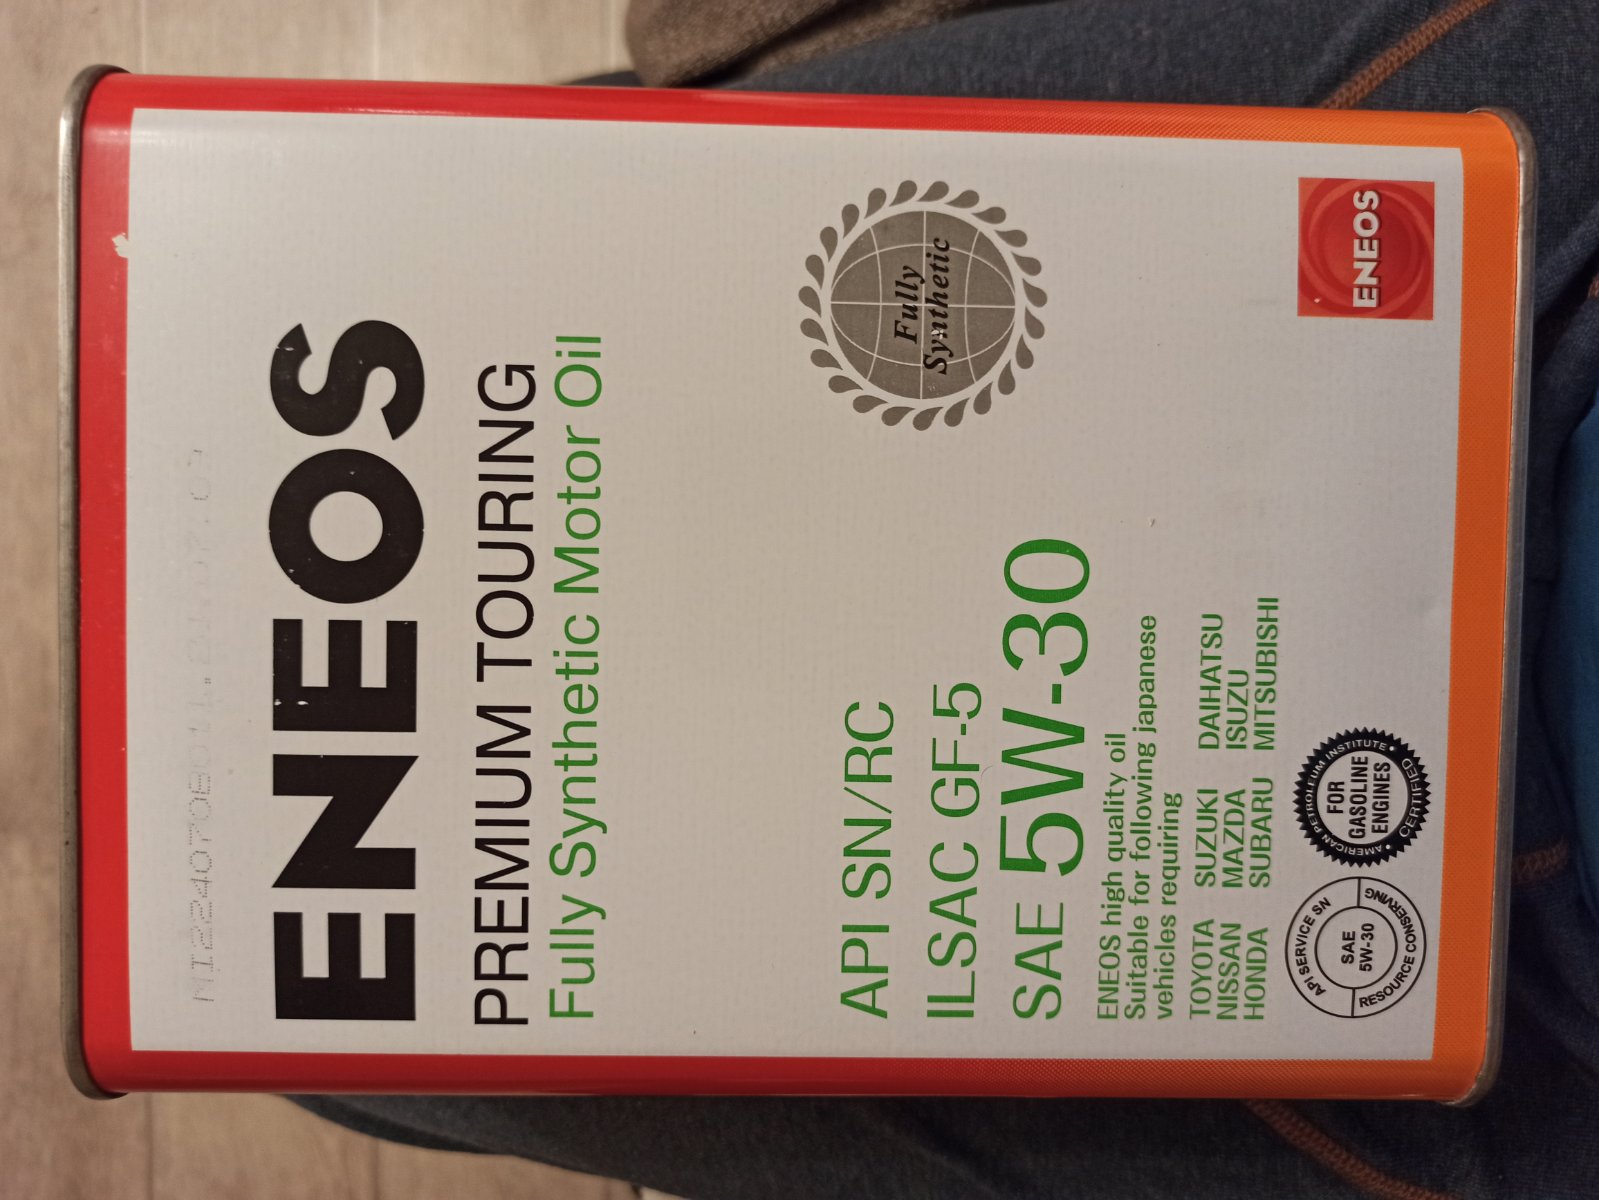 ENEOS
PREMIUM TOURING
Fully Synthetic Motor Oil
Fully
Synthetic
API SN/RC
ILSAC GF-5
SAE 5W-30
ENEOS high quality oil
Suitable for following japanese
vehicles requiring
TOYOTA SUZUKI DAIHATSU
NISSAN MAZDA ISUZU
HONDA SUBARU MITSUBISHI
API SERVICE SN
SAE
5W-30
RESOURCE CONSERVING
AMERICAN PETROLEUM INSTITUTE
FOR
GASOLINE
ENGINES
CERTIFIED
ENEOS